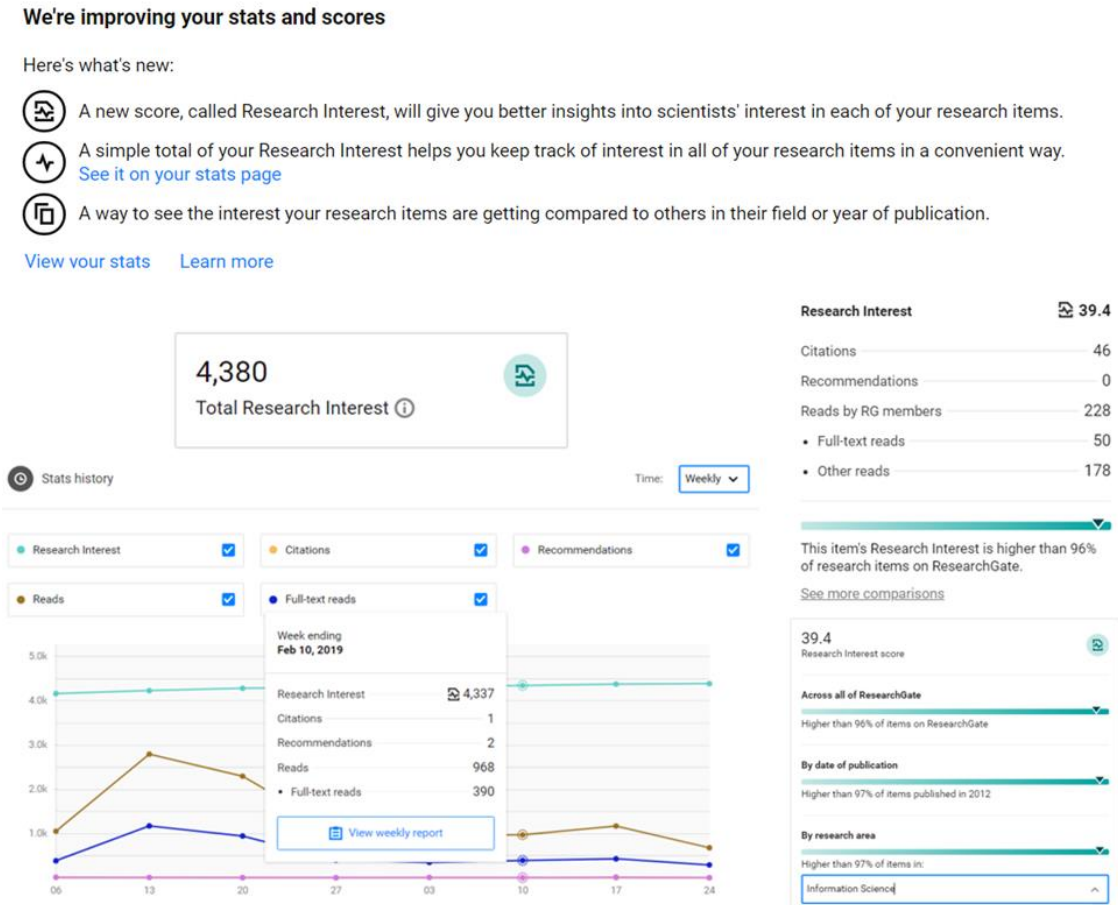 We're improving your stats and scores
Here's what's new:
A new score, called Research Interest, will give you better insights into scientists' interest in each of your research items.
A simple total of your Research Interest helps you keep track of interest in all of your research items in a convenient way.
See it on your stats page
A way to see the interest your research items are getting compared to others in their field or year of publication.
View your stats Learn more
4,380
Total Research Interest
Stats history
Time: Weekly
Research Interest
Citations
Recommendations
Reads
Full-text reads
Week ending
Feb 10, 2019
Research Interest 4,337
Citations 1
Recommendations 2
Reads 968
• Full-text reads 390
View weekly report
5.0k
4.0k
3.0k
2.0k
1.0k
06 13 20 27 03 10 17 24
Research Interest 39.4
Citations 46
Recommendations 0
Reads by RG members 228
• Full-text reads 50
• Other reads 178
This item's Research Interest is higher than 96%
of research items on ResearchGate.
See more comparisons
39.4
Research Interest score
Across all of ResearchGate
Higher than 96% of items on ResearchGate
By date of publication
Higher than 97% of items published in 2012
By research area
Higher than 97% of items in:
Information Science